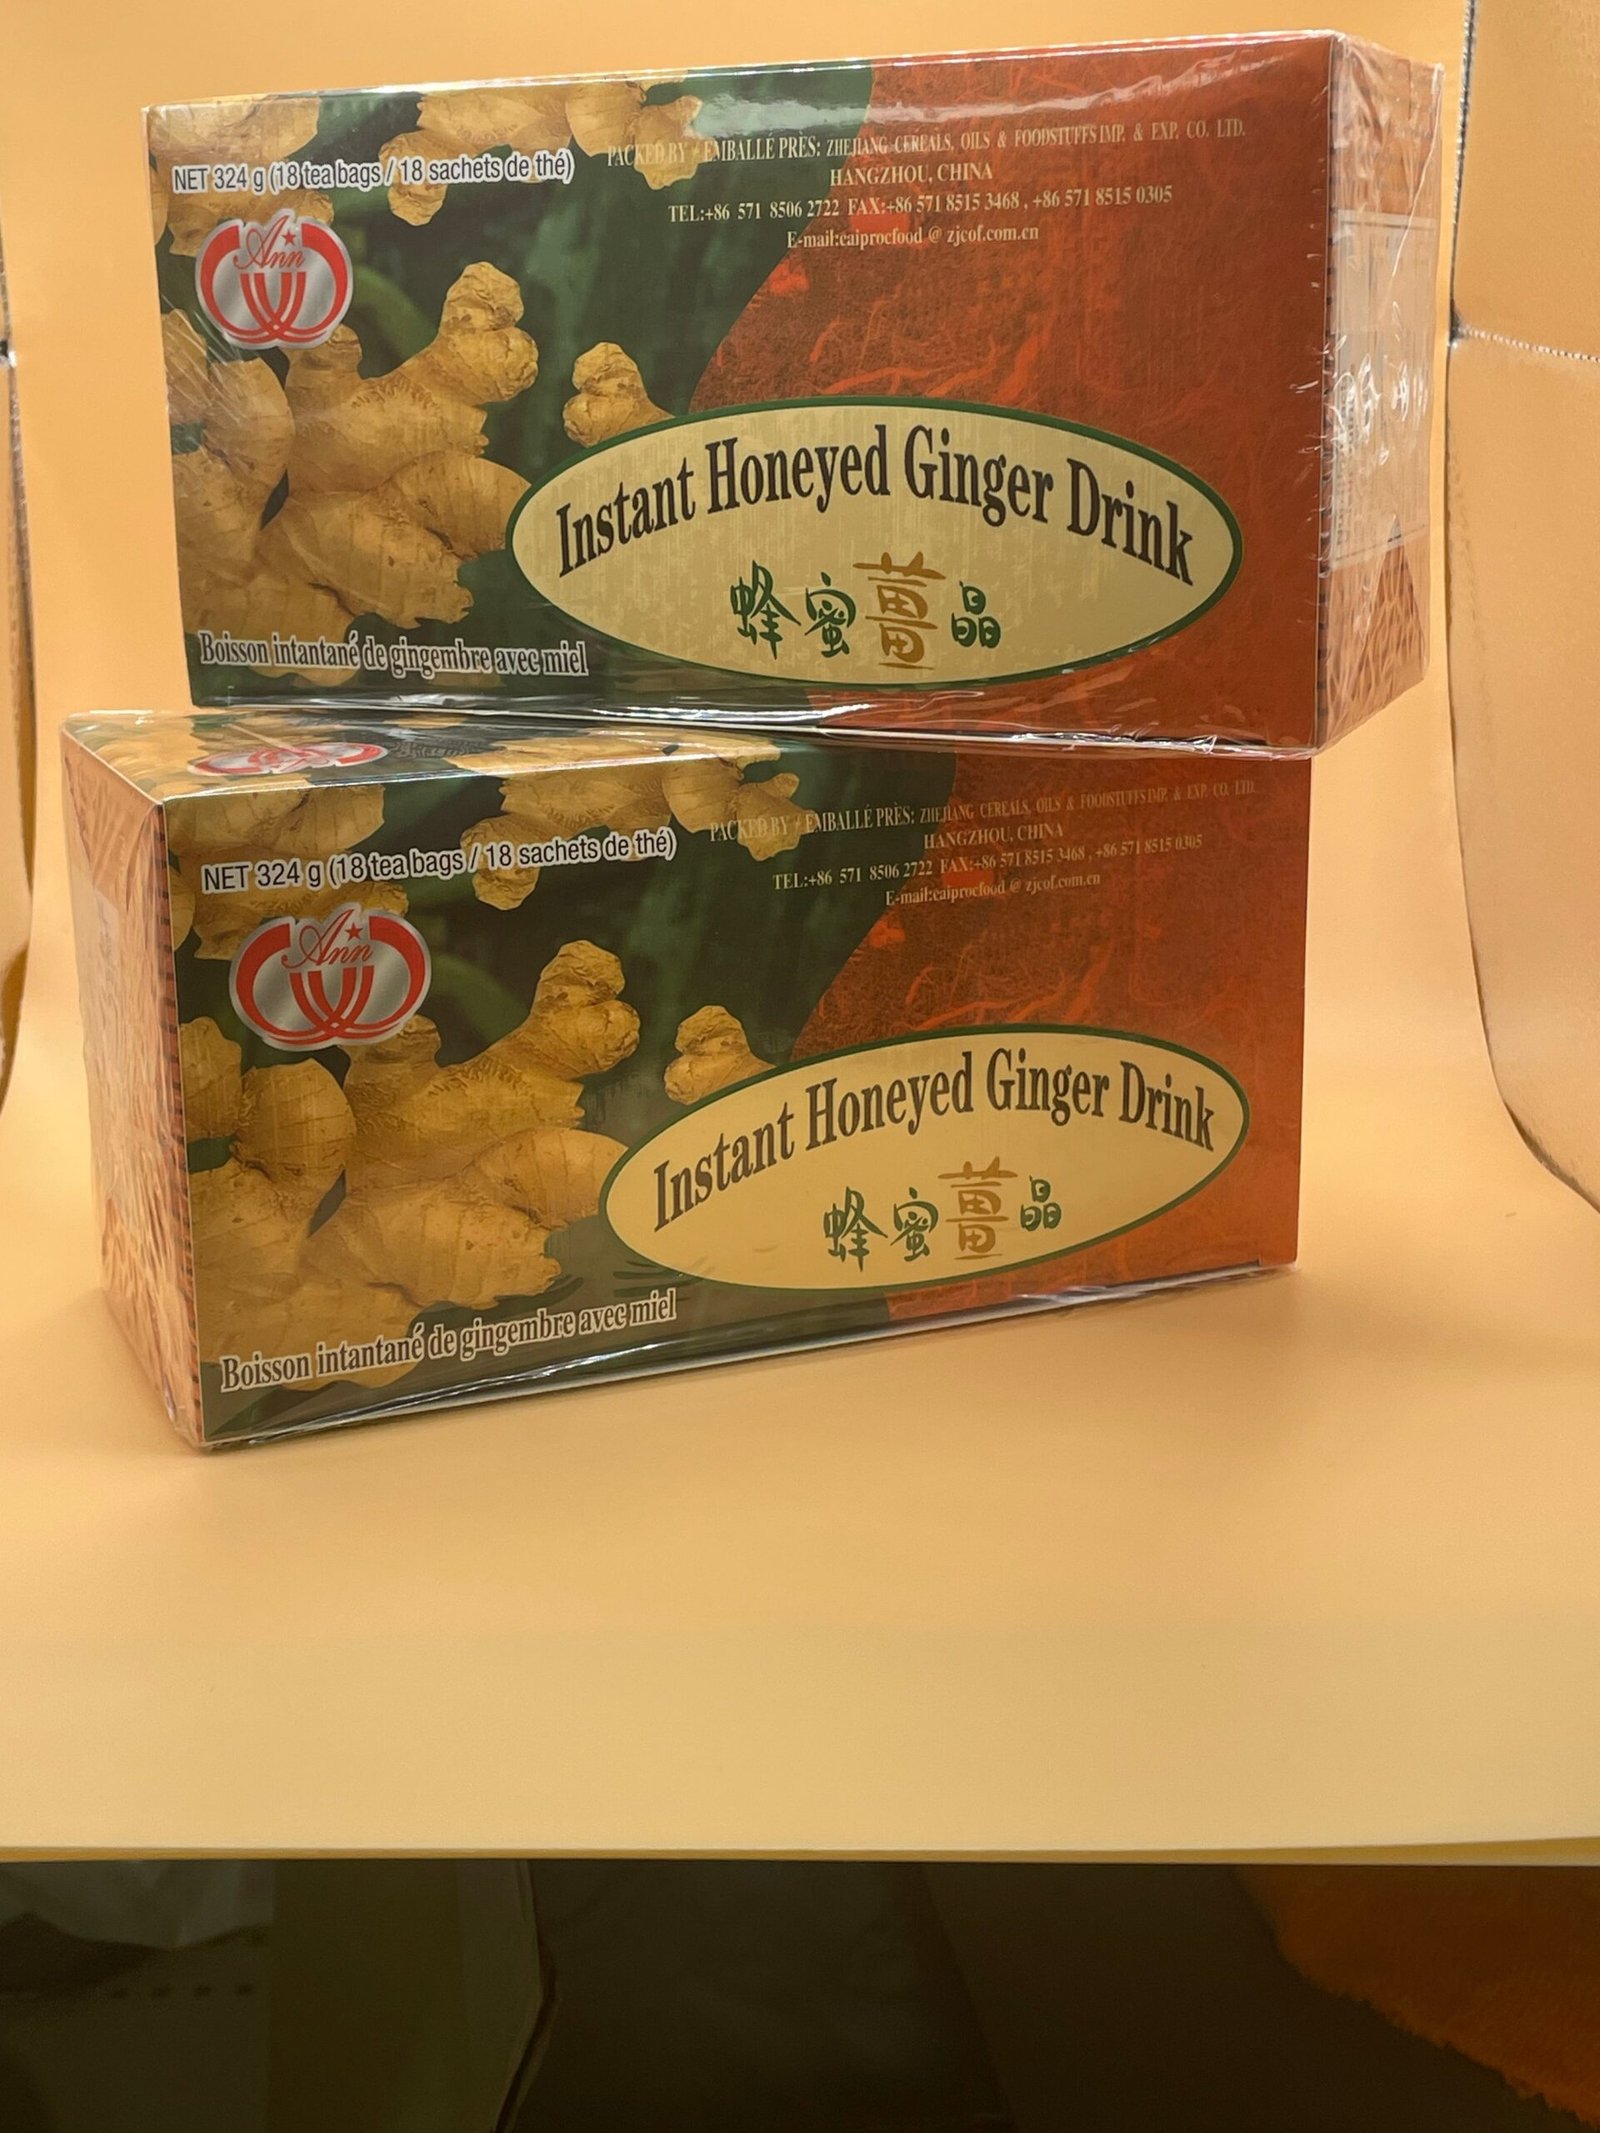 NET 324 g (18 tea bags / 18 sachets de thé)
PACKED BY / EMBALLÉ PRÈS: ZHEJIANG CEREALS, OILS & FOODSTUFFS IMP. & EXP. CO. LTD.
HANGZHOU, CHINA
TEL:+86 571 8506 2722 FAX:+86 571 8515 3468 , +86 571 8515 0305
E-mail:caiprocfood @ zjcof.com.cn
Ann
Instant Honeyed Ginger Drink
蜂蜜薑晶
Boisson intantané de gingembre avec miel
NET 324 g (18 tea bags / 18 sachets de thé)
PACKED BY / EMBALLÉ PRÈS: ZHEJIANG CEREALS, OILS & FOODSTUFFS IMP. & EXP. CO. LTD.
HANGZHOU, CHINA
TEL:+86 571 8506 2722 FAX:+86 571 8515 3468 , +86 571 8515 0305
E-mail:caiprocfood @ zjcof.com.cn
Ann
Instant Honeyed Ginger Drink
蜂蜜薑晶
Boisson intantané de gingembre avec miel